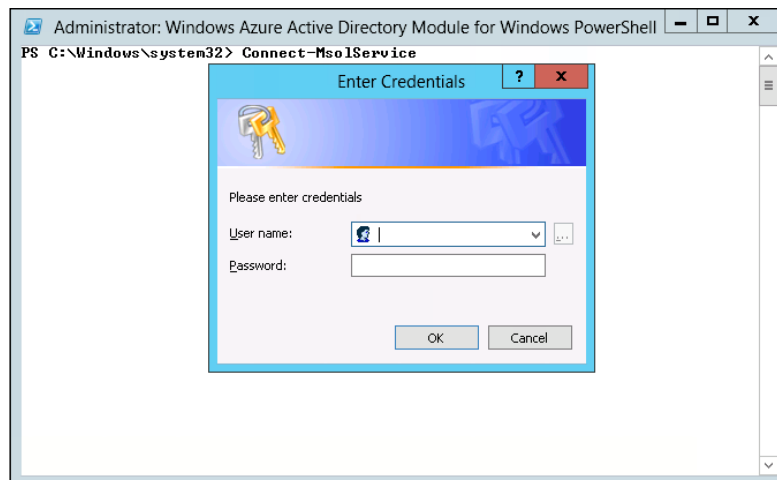 Administrator: Windows Azure Active Directory Module for Windows PowerShell
PS C:\Windows\system32> Connect-MsolService
Enter Credentials
Please enter credentials
User name:
Password:
OK Cancel